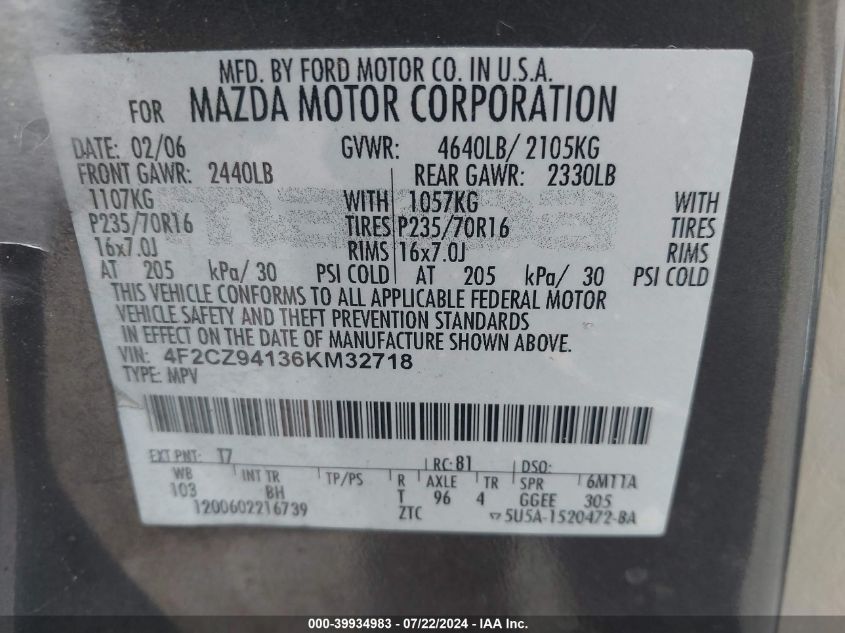 MFD. BY FORD MOTOR CO. IN U.S.A.
FOR MAZDA MOTOR CORPORATION
DATE: 02/06 GVWR: 4640LB/ 2105KG
FRONT GAWR: 2440LB REAR GAWR: 2330LB
1107KG WITH 1057KG WITH
P235/70R16 TIRES P235/70R16 TIRES
16x7.0J RIMS 16x7.0J RIMS
AT 205 kPa/ 30 PSI COLD AT 205 kPa/ 30 PSI COLD
THIS VEHICLE CONFORMS TO ALL APPLICABLE FEDERAL MOTOR
VEHICLE SAFETY AND THEFT PREVENTION STANDARDS
IN EFFECT ON THE DATE OF MANUFACTURE SHOWN ABOVE.
VIN: 4F2CZ94136KM32718
TYPE: MPV
EXT PNT: T7 RC: 81 DSO:
WB INT TR TP/PS R AXLE TR SPR 6M11A
103 BH T 96 4 GGEE 305
1200602216739 ZTC 5U5A-1520472-BA
000-39934983 - 07/22/2024 - IAA Inc.